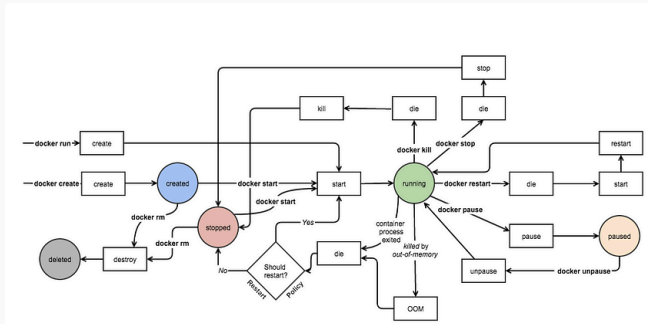 stop
kill
die
die
docker kill
docker stop
docker run
create
restart
docker create
create
created
docker start
start
running
docker restart
die
start
docker start
docker rm
stopped
docker pause
docker rm
Yes
container
process
exited
killed by
out-of-memory
pause
paused
deleted
destroy
No
Should
restart?
Restart
Policy
die
unpause
docker unpause
OOM